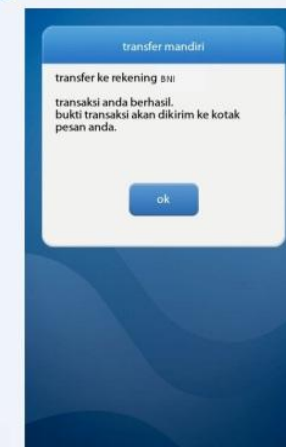 transfer mandiri
transfer ke rekening BNI
transaksi anda berhasil.
bukti transaksi akan dikirim ke kotak
pesan anda.
ok